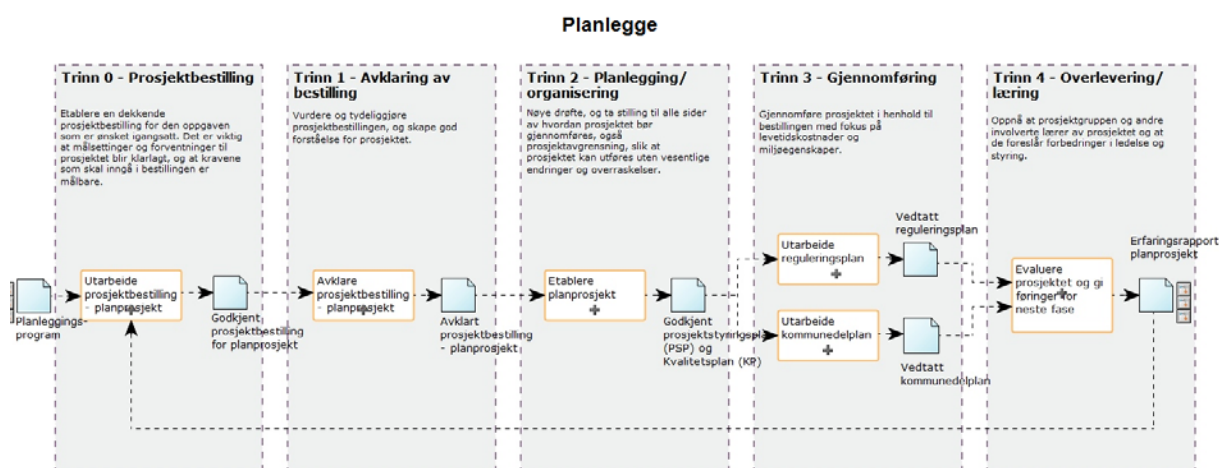 Planlegge
Trinn 0 - Prosjektbestilling
Etablere en dekkende
prosjektbestilling for den oppgaven
som er ønsket igangsatt. Det er viktig
at målsettinger og forventninger til
prosjektet blir klarlagt, og at kravene
som skal inngå i bestillingen er
målbare.
Trinn 1 - Avklaring av
bestilling
Vurdere og tydeliggjøre
prosjektbestillingen, og skape god
forståelse for prosjektet.
Trinn 2 - Planlegging/
organisering
Nøye drøfte, og ta stilling til alle sider
av hvordan prosjektet bør
gjennomføres, også
prosjektavgrensning, slik at
prosjektet kan utføres uten vesentlige
endringer og overraskelser.
Trinn 3 - Gjennomføring
Gjennomføre prosjektet i henhold til
bestillingen med fokus på
levetidskostnader og
miljøegenskaper.
Trinn 4 - Overlevering/
læring
Oppnå at prosjektgruppen og andre
involverte lærer av prosjektet og at
de foreslår forbedringer i ledelse og
styring.
Planleggings-
program
Utarbeide
prosjektbestilling
- planprosjekt
Godkjent
prosjektbestilling
for planprosjekt
Avklare
prosjektbestilling
- planprosjekt
Avklart
prosjektbestilling
- planprosjekt
Etablere
planprosjekt
Godkjent
prosjektstyringsplan
(PSP) og
Kvalitetsplan (KP)
Utarbeide
reguleringsplan
Vedtatt
reguleringsplan
Utarbeide
kommunedelplan
Vedtatt
kommunedelplan
Evaluere
prosjektet og gi
føringer for
neste fase
Erfaringsrapport
planprosjekt